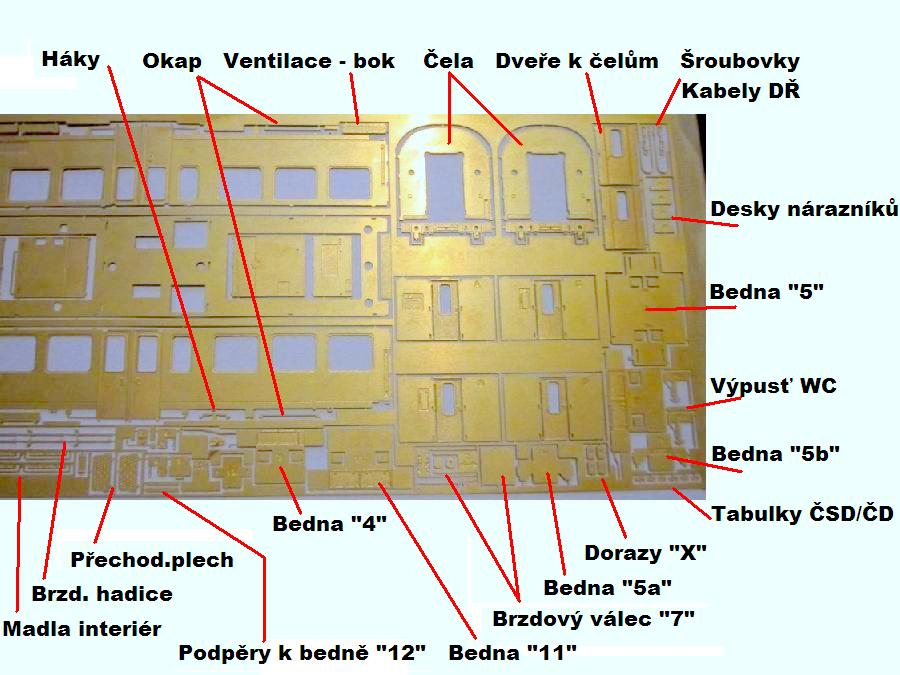 Háky
Okap
Ventilace - bok
Čela
Dveře k čelům
Šroubovky
Kabely DŘ
Desky nárazníků
Bedna "5"
Výpusť WC
Bedna "5b"
Tabulky ČSD/ČD
Bedna "4"
Dorazy "X"
Přechod.plech
Bedna "5a"
Brzd. hadice
Brzdový válec "7"
Madla interiér
Podpěry k bedně "12"
Bedna "11"